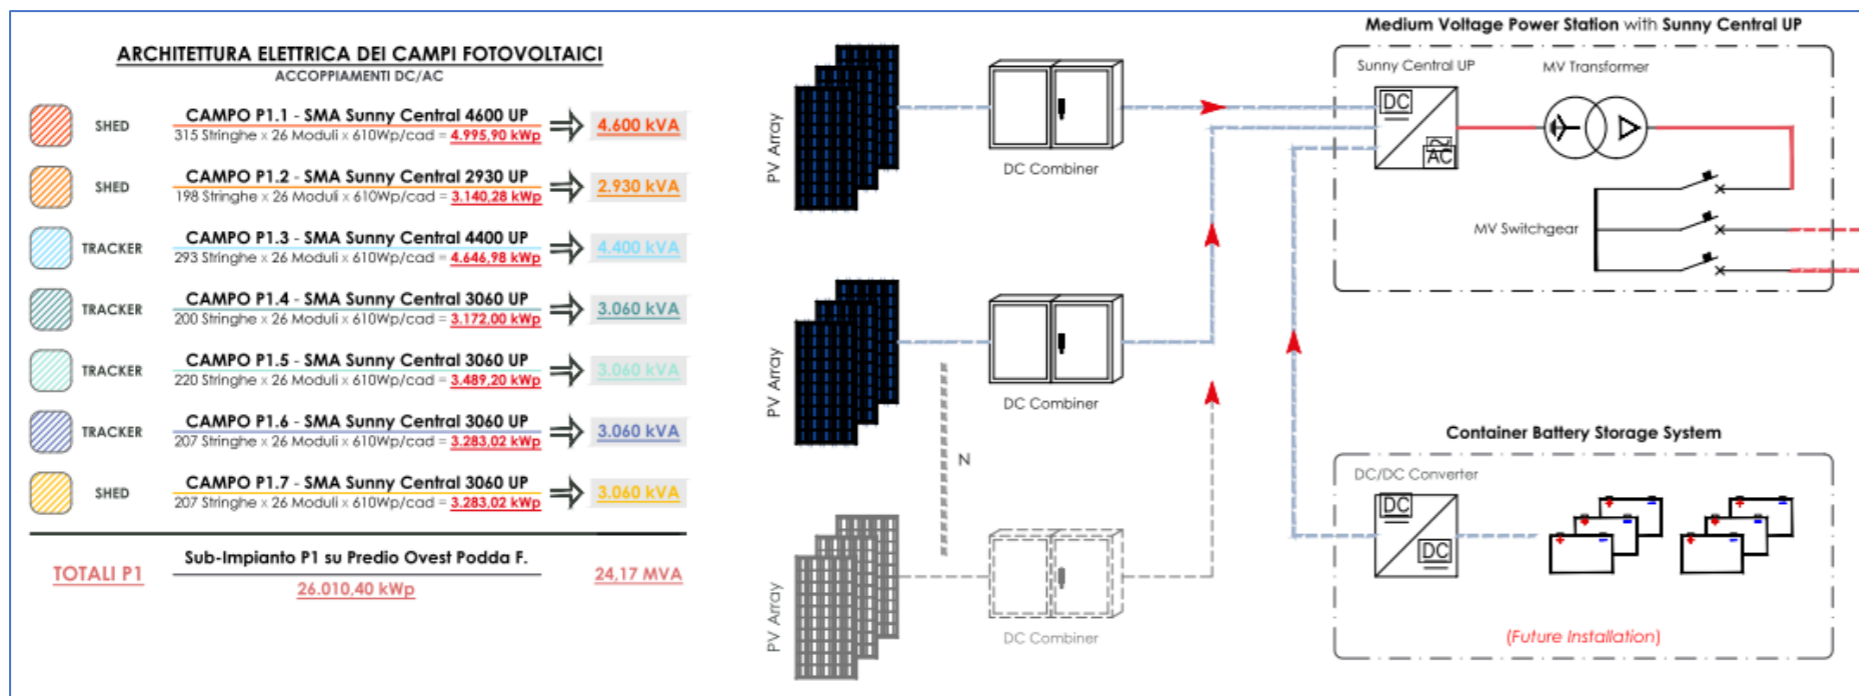 ARCHITETTURA ELETTRICA DEI CAMPI FOTOVOLTAICI
ACCOPPIAMENTI DC/AC
SHED
CAMPO P1.1 - SMA Sunny Central 4600 UP
315 Stringhe x 26 Moduli x 610Wp/cad = 4.995,90 kWp
4.600 kVA
SHED
CAMPO P1.2 - SMA Sunny Central 2930 UP
198 Stringhe x 26 Moduli x 610Wp/cad = 3.140,28 kWp
2.930 kVA
TRACKER
CAMPO P1.3 - SMA Sunny Central 4400 UP
293 Stringhe x 26 Moduli x 610Wp/cad = 4.646,98 kWp
4.400 kVA
TRACKER
CAMPO P1.4 - SMA Sunny Central 3060 UP
200 Stringhe x 26 Moduli x 610Wp/cad = 3.172,00 kWp
3.060 kVA
TRACKER
CAMPO P1.5 - SMA Sunny Central 3060 UP
220 Stringhe x 26 Moduli x 610Wp/cad = 3.489,20 kWp
3.060 kVA
TRACKER
CAMPO P1.6 - SMA Sunny Central 3060 UP
207 Stringhe x 26 Moduli x 610Wp/cad = 3.283,02 kWp
3.060 kVA
SHED
CAMPO P1.7 - SMA Sunny Central 3060 UP
207 Stringhe x 26 Moduli x 610Wp/cad = 3.283,02 kWp
3.060 kVA
TOTALI P1
Sub-Impianto P1 su Predio Ovest Podda F.
26.010,40 kWp
24,17 MVA
PV Array
DC Combiner
PV Array
DC Combiner
N
PV Array
DC Combiner
Medium Voltage Power Station with Sunny Central UP
Sunny Central UP
MV Transformer
DC
AC
MV Switchgear
Container Battery Storage System
DC/DC Converter
DC
DC
(Future Installation)